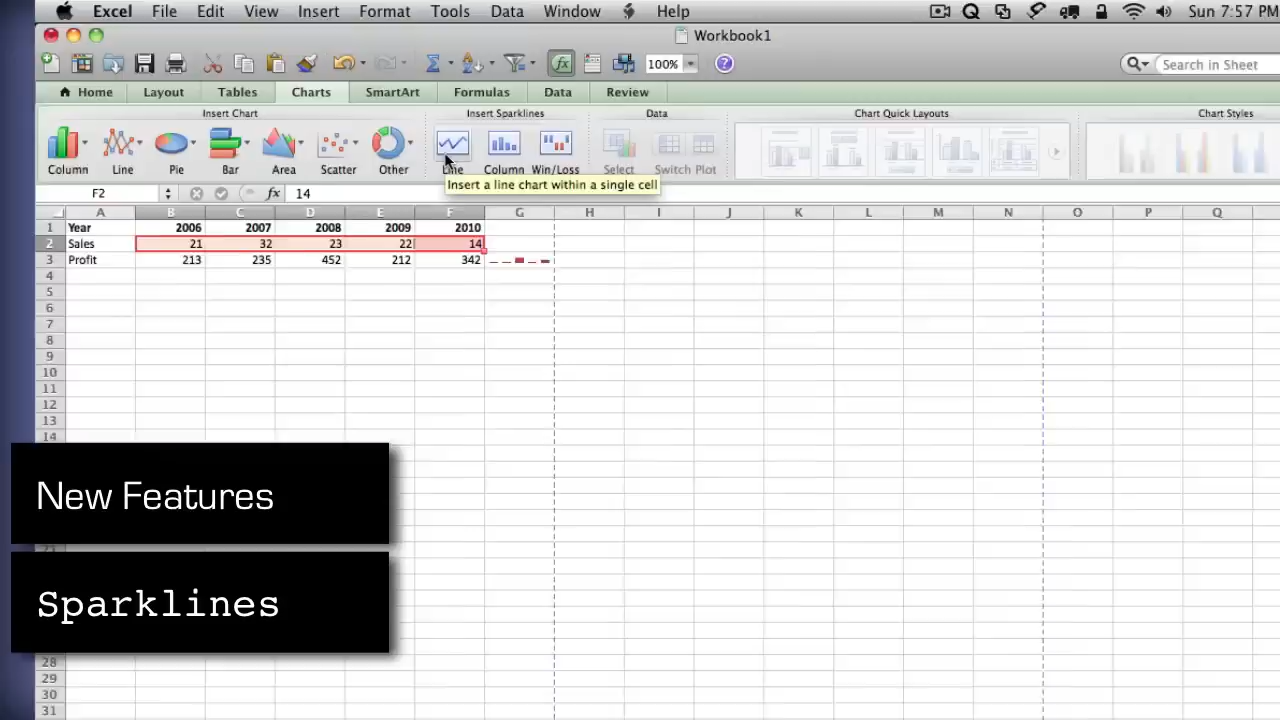 Excel File Edit View Insert Format Tools Data Window Help Sun 7:57 PM
Workbook1
100% Search in Sheet
Home Layout Tables Charts SmartArt Formulas Data Review
Insert Chart Insert Sparklines Data Chart Quick Layouts Chart Styles
Column Line Pie Bar Area Scatter Other Line Column Win/Loss Select Switch Plot
Insert a line chart within a single cell
F2 fx 14
A B C D E F G H I J K L M N O P Q
1 Year 2006 2007 2008 2009 2010
2 Sales 21 32 23 22 14
3 Profit 213 235 452 212 342
4
5
6
7
8
9
10
11
12
13
14
New Features
Sparklines
28
29
30
31